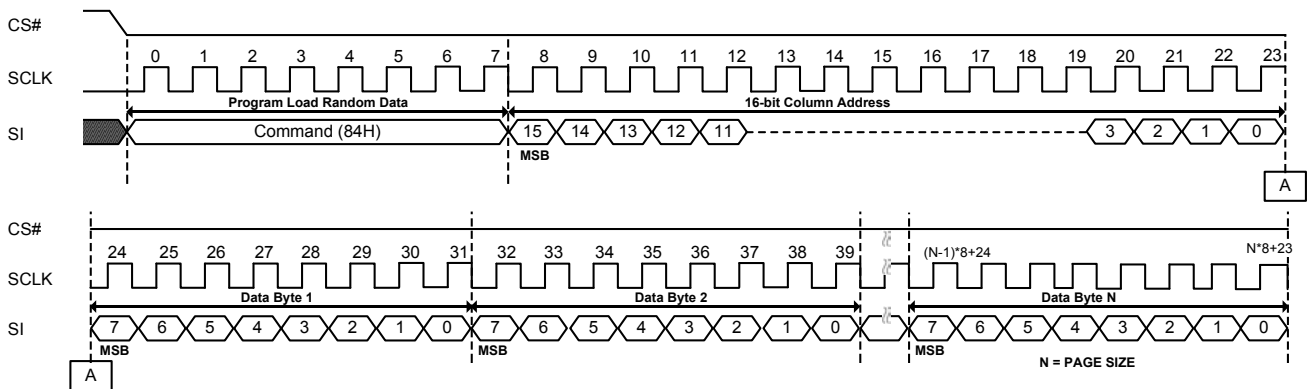 CS#
0 1 2 3 4 5 6 7 8 9 10 11 12 13 14 15 16 17 18 19 20 21 22 23
SCLK
Program Load Random Data 16-bit Column Address
SI Command (84H) 15 14 13 12 11 3 2 1 0
MSB
A
CS#
24 25 26 27 28 29 30 31 32 33 34 35 36 37 38 39 (N-1)*8+24 N*8+23
SCLK
Data Byte 1 Data Byte 2 Data Byte N
SI 7 6 5 4 3 2 1 0 7 6 5 4 3 2 1 0 7 6 5 4 3 2 1 0
MSB MSB MSB
N = PAGE SIZE
A